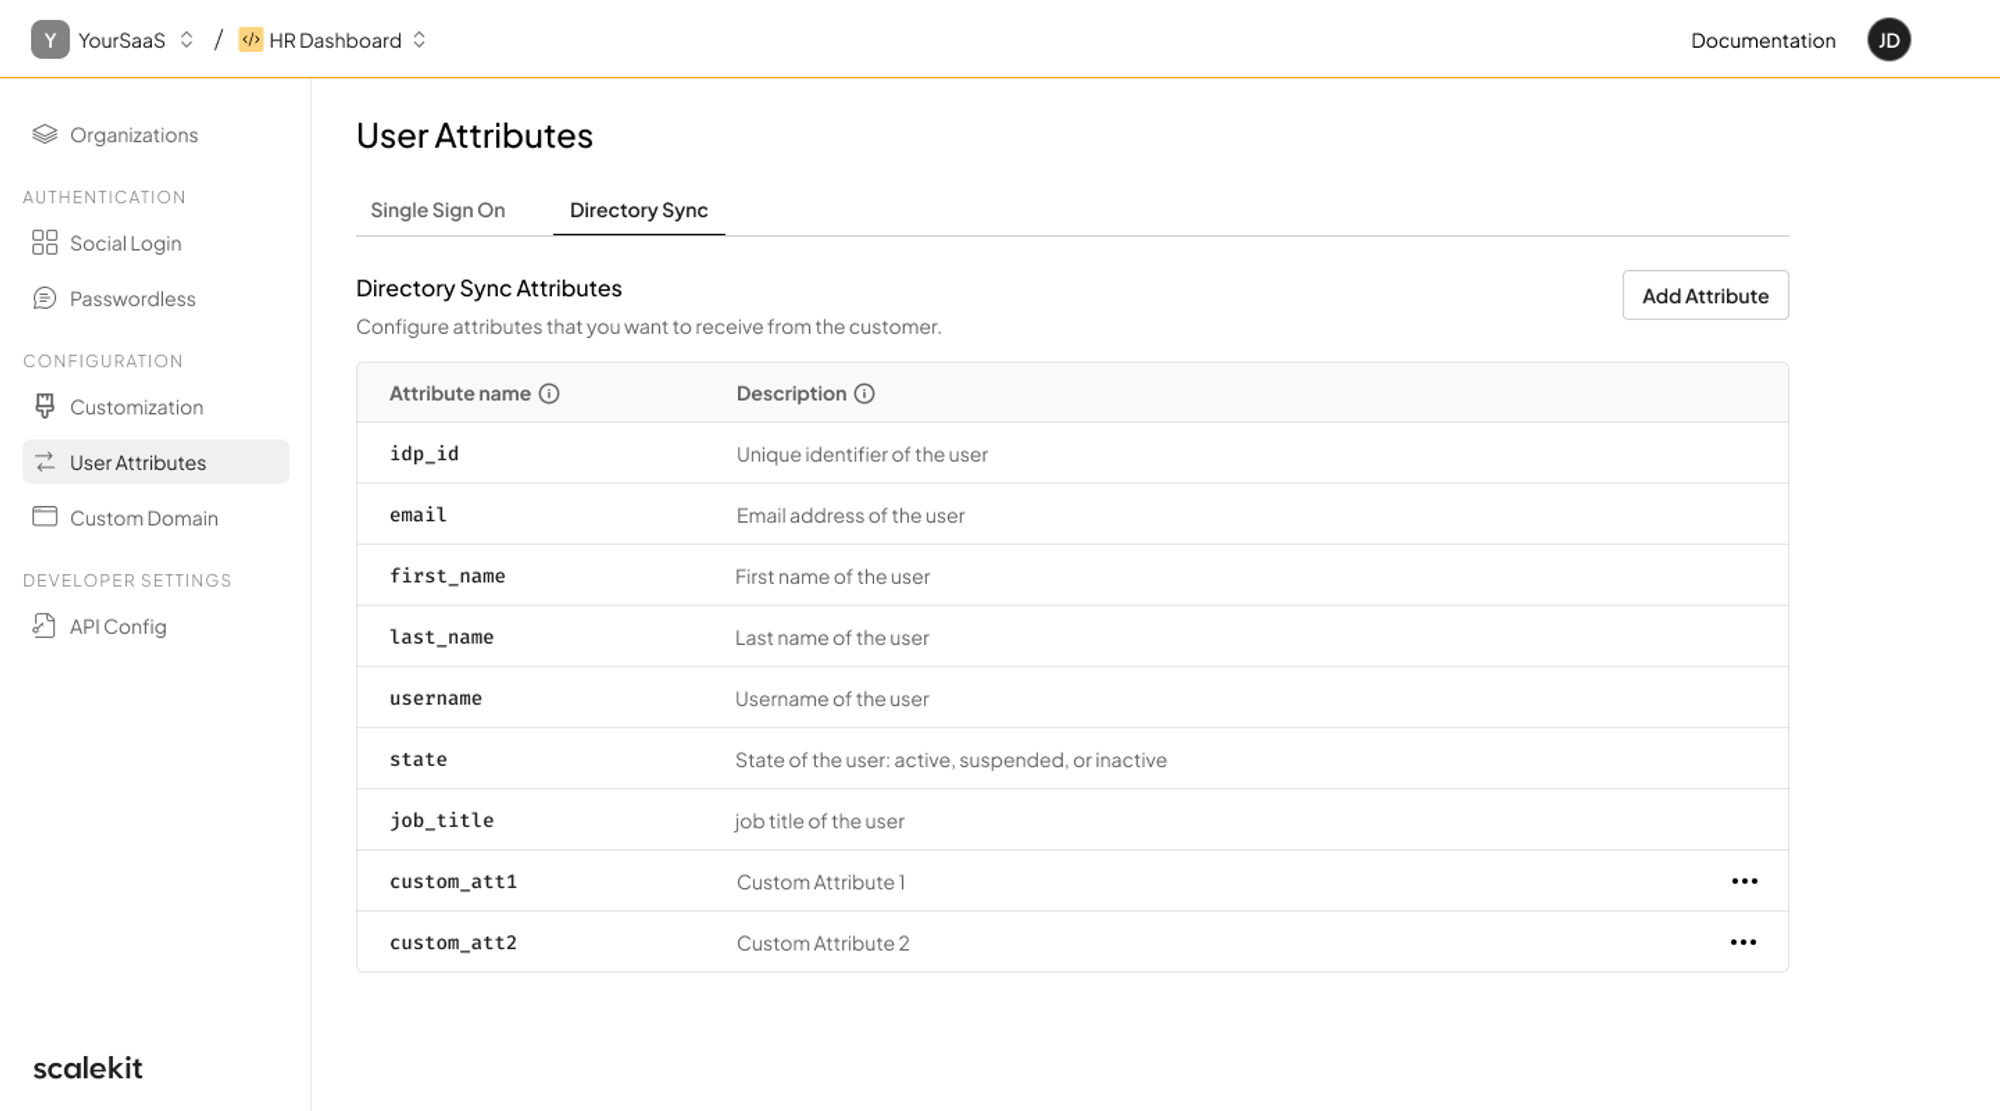 Y YourSaaS / </> HR Dashboard Documentation JD
Organizations
AUTHENTICATION
Social Login
Passwordless
CONFIGURATION
Customization
User Attributes
Custom Domain
DEVELOPER SETTINGS
API Config
scalekit
User Attributes
Single Sign On Directory Sync
Directory Sync Attributes
Configure attributes that you want to receive from the customer.
Add Attribute
Attribute name Description
idp_id Unique identifier of the user
email Email address of the user
first_name First name of the user
last_name Last name of the user
username Username of the user
state State of the user: active, suspended, or inactive
job_title job title of the user
custom_att1 Custom Attribute 1
custom_att2 Custom Attribute 2